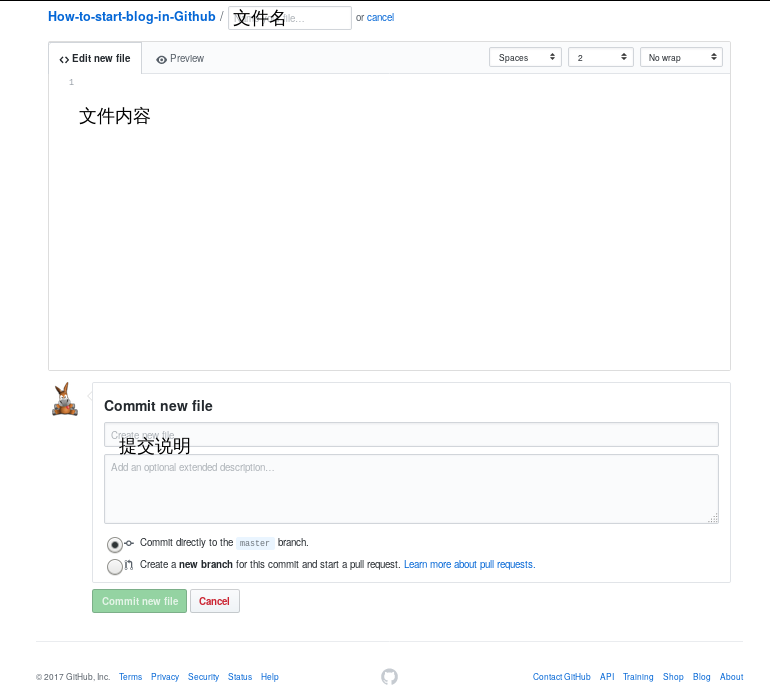 How-to-start-blog-in-Github / 文件名 or cancel
Edit new file Preview Spaces 2 No wrap
1
文件内容
Commit new file
Create new file
提交说明
Add an optional extended description…
Commit directly to the master branch.
Create a new branch for this commit and start a pull request. Learn more about pull requests.
Commit new file Cancel
© 2017 GitHub, Inc. Terms Privacy Security Status Help Contact GitHub API Training Shop Blog About